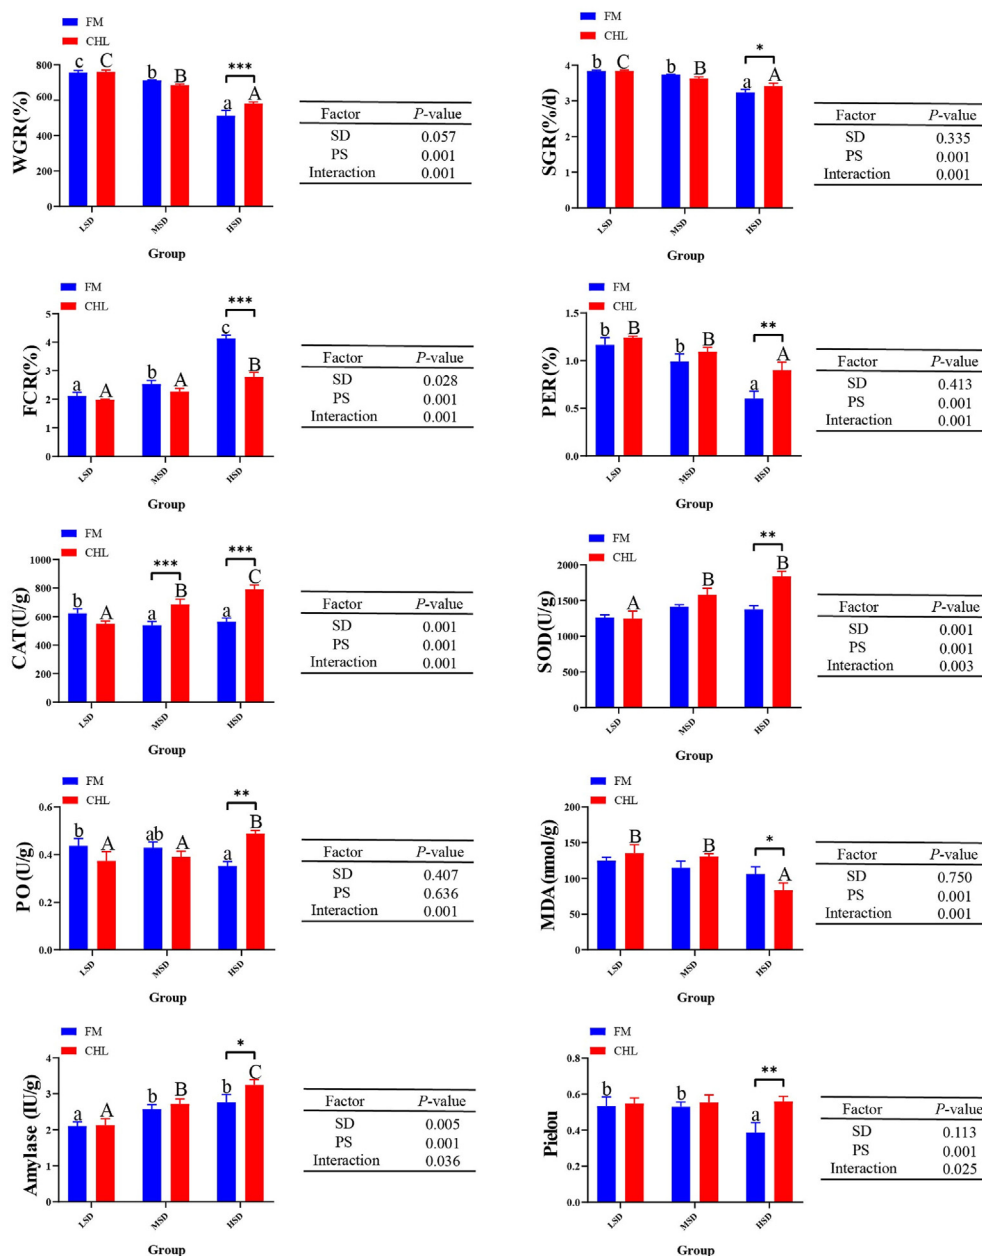 FM
CHL
WGR(%)
800
600
400
200
0
c C
b B
***
a A
LSD MSD HSD
Group
Factor P-value
SD 0.057
PS 0.001
Interaction 0.001
FM
CHL
SGR(%/d)
5
4
3
2
1
0
b C
b B
*
a A
LSD MSD HSD
Group
Factor P-value
SD 0.335
PS 0.001
Interaction 0.001
FM
CHL
FCR(%)
5
4
3
2
1
0
a A
b A
***
c B
LSD MSD HSD
Group
Factor P-value
SD 0.028
PS 0.001
Interaction 0.001
FM
CHL
PER(%)
1.5
1.0
0.5
0.0
b B
b B
**
a A
LSD MSD HSD
Group
Factor P-value
SD 0.413
PS 0.001
Interaction 0.001
FM
CHL
CAT(U/g)
1000
800
600
400
200
0
b A
***
a B
***
a C
LSD MSD HSD
Group
Factor P-value
SD 0.001
PS 0.001
Interaction 0.001
FM
CHL
SOD(U/g)
2000
1500
1000
500
0
A
B
**
B
LSD MSD HSD
Group
Factor P-value
SD 0.001
PS 0.001
Interaction 0.003
FM
CHL
PO(U/g)
0.6
0.4
0.2
0.0
b A
ab A
**
a B
LSD MSD HSD
Group
Factor P-value
SD 0.407
PS 0.636
Interaction 0.001
FM
CHL
MDA(nmol/g)
200
150
100
50
0
B
B
*
A
LSD MSD HSD
Group
Factor P-value
SD 0.750
PS 0.001
Interaction 0.001
FM
CHL
Amylase (IU/g)
4
3
2
1
0
a A
b B
*
b C
LSD MSD HSD
Group
Factor P-value
SD 0.005
PS 0.001
Interaction 0.036
FM
CHL
Pielou
0.8
0.6
0.4
0.2
0.0
b
b
**
a
LSD MSD HSD
Group
Factor P-value
SD 0.113
PS 0.001
Interaction 0.025